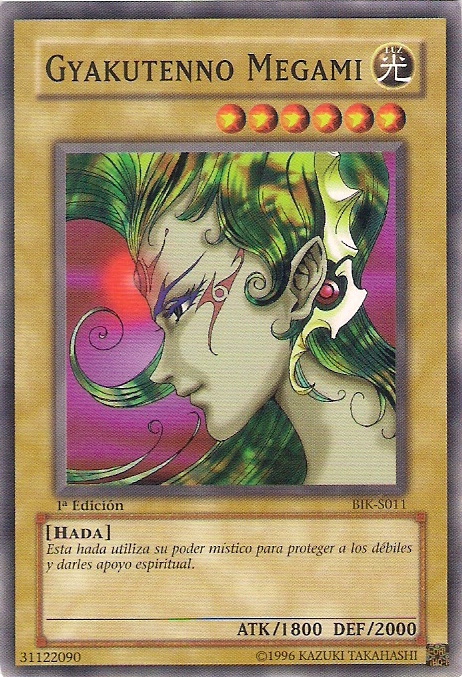 GYAKUTENNO MEGAMI
LUZ
光
1ª Edición
BIK-S011
[HADA]
Esta hada utiliza su poder místico para proteger a los débiles
y darles apoyo espiritual.
ATK/1800 DEF/2000
31122090
©1996 KAZUKI TAKAHASHI